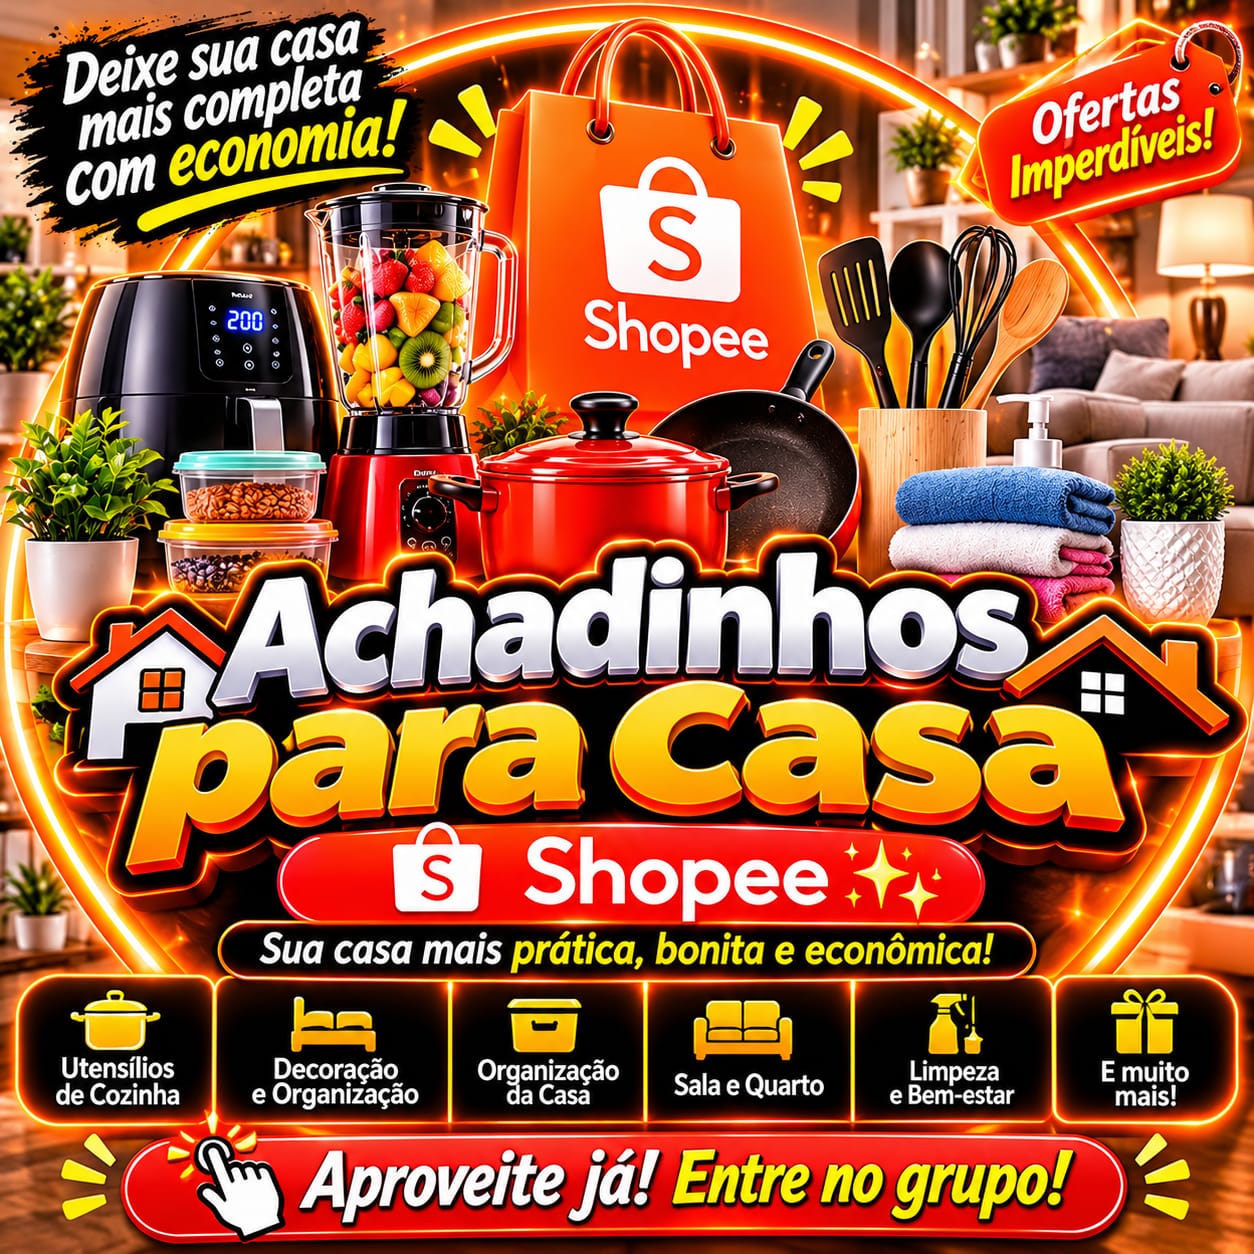 Deixe sua casa
mais completa
com economia!
Ofertas
Imperdíveis!
S
Shopee
200
Achadinhos
para Casa
S Shopee
Sua casa mais prática, bonita e econômica!
Utensílios
de Cozinha
Decoração
e Organização
Organização
da Casa
Sala e Quarto
Limpeza
e Bem-estar
E muito
mais!
Aproveite já! Entre no grupo!